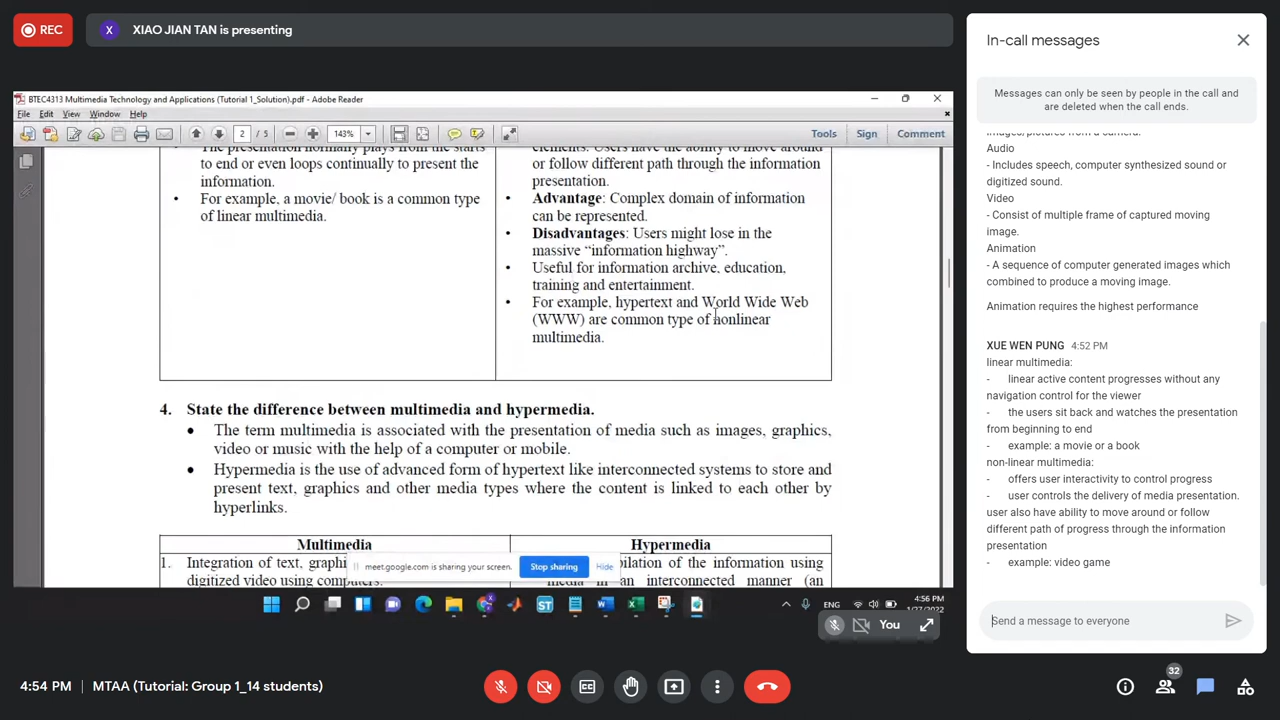 REC
X
XIAO JIAN TAN is presenting
BTEC4313 Multimedia Technology and Applications (Tutorial 1_Solution).pdf - Adobe Reader
File Edit View Window Help
2 / 5 143% Tools Sign Comment
The presentation normally plays from the starts
to end or even loops continually to present the
information.
• For example, a movie/ book is a common type
of linear multimedia.
elements. Users have the ability to move around
or follow different path through the information
presentation.
• Advantage: Complex domain of information
can be represented.
• Disadvantages: Users might lose in the
massive “information highway”.
• Useful for information archive, education,
training and entertainment.
• For example, hypertext and World Wide Web
(WWW) are common type of nonlinear
multimedia.
4. State the difference between multimedia and hypermedia.
• The term multimedia is associated with the presentation of media such as images, graphics,
video or music with the help of a computer or mobile.
• Hypermedia is the use of advanced form of hypertext like interconnected systems to store and
present text, graphics and other media types where the content is linked to each other by
hyperlinks.
Multimedia Hypermedia
1. Integration of text,
digitized video using computers.
of the information using
media in an interconnected manner (an
meet.google.com is sharing your screen. Stop sharing Hide
ST
ENG
4:56 PM
1/27/2022
You
4:54 PM | MTAA (Tutorial: Group 1_14 students)
32
In-call messages
Messages can only be seen by people in the call and
are deleted when the call ends.
Images/pictures from a camera.
Audio
- Includes speech, computer synthesized sound or
digitized sound.
Video
- Consist of multiple frame of captured moving
image.
Animation
- A sequence of computer generated images which
combined to produce a moving image.
Animation requires the highest performance
XUE WEN PUNG 4:52 PM
linear multimedia:
- linear active content progresses without any
navigation control for the viewer
- the users sit back and watches the presentation
from beginning to end
- example: a movie or a book
non-linear multimedia:
- offers user interactivity to control progress
- user controls the delivery of media presentation.
user also have ability to move around or follow
different path of progress through the information
presentation
- example: video game
Send a message to everyone